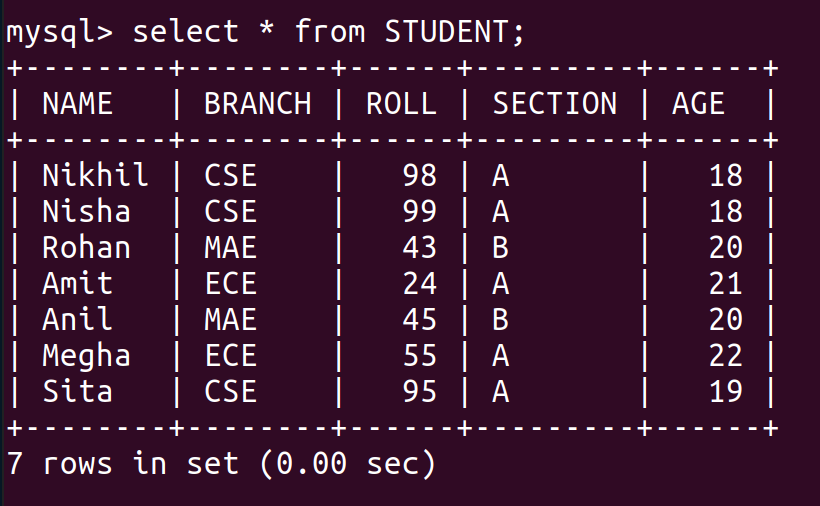 mysql> select * from STUDENT;
+--------+--------+------+---------+------+
| NAME   | BRANCH | ROLL | SECTION | AGE  |
+--------+--------+------+---------+------+
| Nikhil | CSE    |   98 | A       |   18 |
| Nisha  | CSE    |   99 | A       |   18 |
| Rohan  | MAE    |   43 | B       |   20 |
| Amit   | ECE    |   24 | A       |   21 |
| Anil   | MAE    |   45 | B       |   20 |
| Megha  | ECE    |   55 | A       |   22 |
| Sita   | CSE    |   95 | A       |   19 |
+--------+--------+------+---------+------+
7 rows in set (0.00 sec)